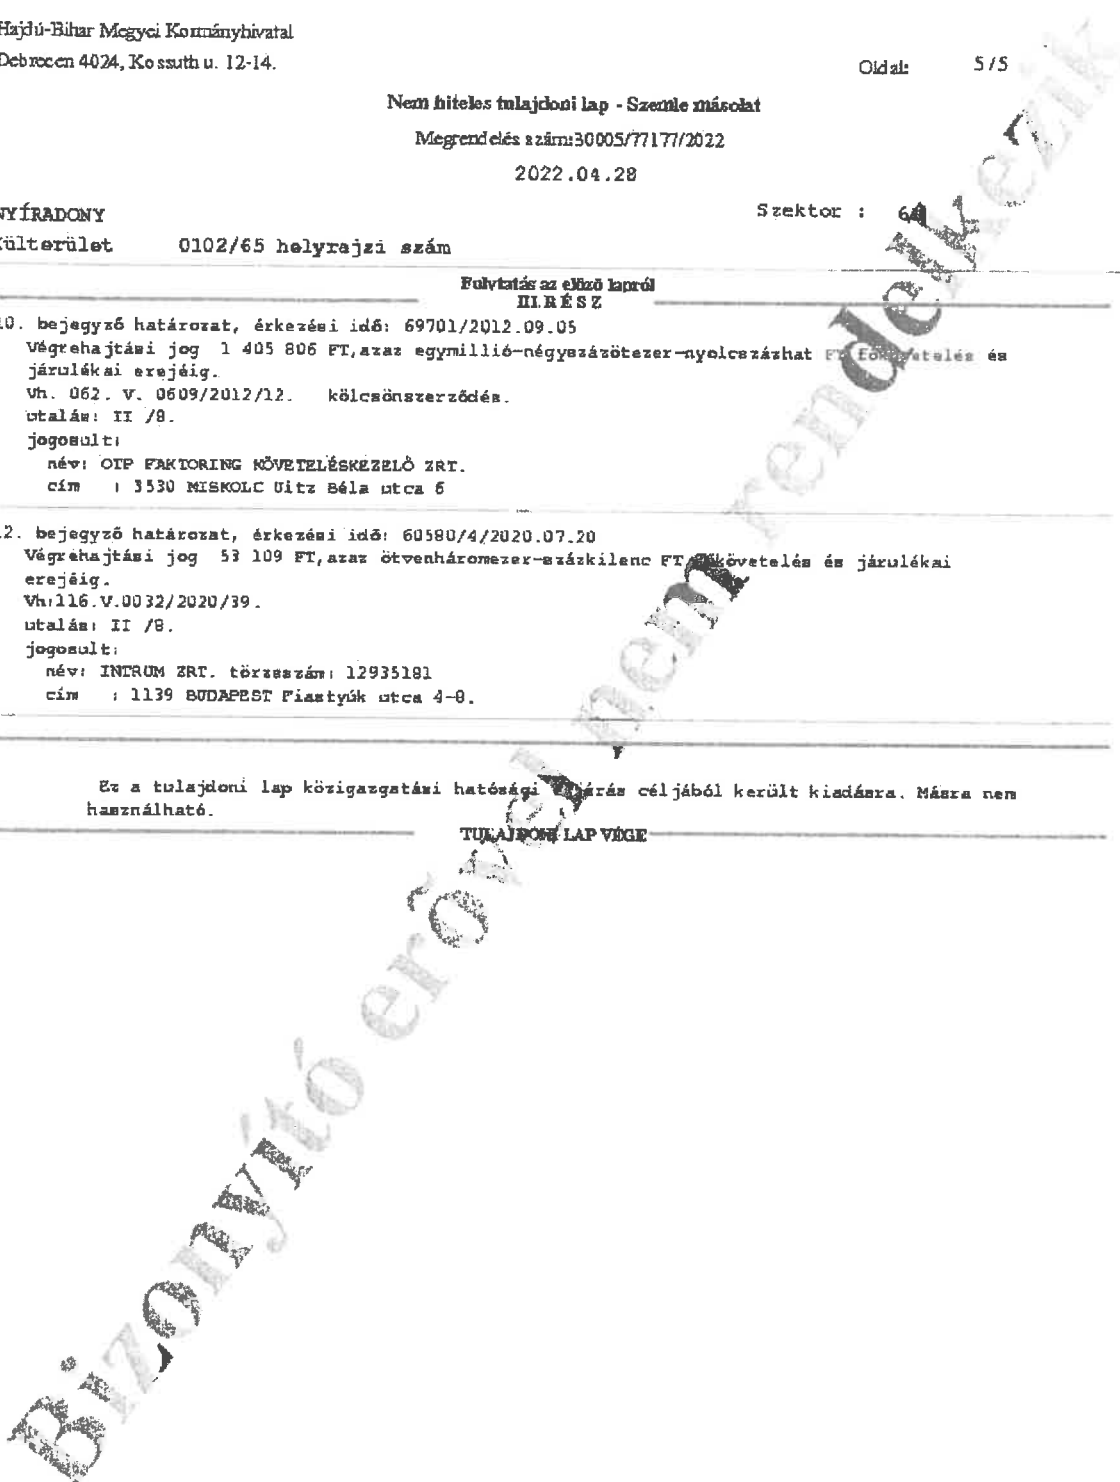 Hajdú-Bihar Megyei Kormányhivatal
Debrecen 4024, Kossuth u. 12-14.
Oldal: 5 / 5
Nem hiteles tulajdoni lap - Szemle másolat
Megrendelés szám:30005/77177/2022
2022.04.28
NYÍRADONY
Szektor :
Külterület 0102/65 helyrajzi szám
Folytatás az előző lapról
III.RÉSZ
10. bejegyző határozat, érkezési idő: 69701/2012.09.05
Végrehajtási jog 1 405 806 FT,azaz egymillió-négyszázötezer-nyolcszázhat FT főkövetelés és
járulékai erejéig.
Vh. 062. V. 0609/2012/12. kölcsönszerződés.
utalás: II /8.
jogosult:
név: OTP FAKTORING KÖVETELÉSKEZELŐ ZRT.
cím : 3530 MISKOLC Uitz Béla utca 6
12. bejegyző határozat, érkezési idő: 60580/4/2020.07.20
Végrehajtási jog 53 109 FT,azaz ötvenháromezer-százkilenc FT főkövetelés és járulékai
erejéig.
Vh:116.V.0032/2020/39.
utalás: II /8.
jogosult:
név: INTRUM ZRT. törzsszám: 12935181
cím : 1139 BUDAPEST Fiastyúk utca 4-8.
Ez a tulajdoni lap közigazgatási hatósági eljárás céljából került kiadásra. Másra nem
használható.
TULAJDONI LAP VÉGE
Bizonyító erővel nem rendelkezik